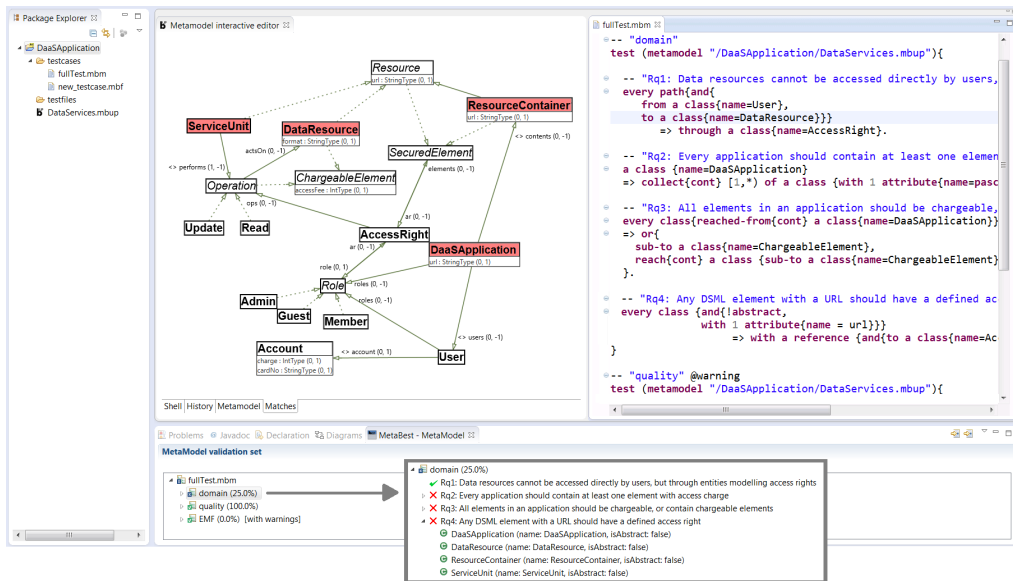 Package Explorer
DaaSApplication
testcases
fullTest.mbm
new_testcase.mbf
testfiles
DataServices.mbup
Metamodel interactive editor
Resource
url : StringType (0, 1)
ResourceContainer
url : StringType (0, 1)
ServiceUnit
DataResource
format : StringType (0, 1)
<> contents (0, -1)
actsOn (0, -1)
SecuredElement
<> performs (1, -1)
elements (0, -1)
Operation
ChargeableElement
accessFee : IntType (0, 1)
ops (0, -1)
Update
Read
ar (0, -1)
AccessRight
ar (0, -1)
DaaSApplication
url : StringType (0, 1)
role (0, 1)
Role
roles (0, -1)
Admin
roles (0, -1)
Guest
Member
<> users (0, -1)
Account
charge : IntType (0, 1)
cardNo : StringType (0, 1)
<> account (0, 1)
User
Shell History Metamodel Matches
fullTest.mbm
-- "domain"
test (metamodel "/DaaSApplication/DataServices.mbup"){
-- "Rq1: Data resources cannot be accessed directly by users,
every path{and{
from a class{name=User},
to a class{name=DataResource}}}
=> through a class{name=AccessRight}.
-- "Rq2: Every application should contain at least one elemen
a class {name=DaaSApplication}
=> collect{cont} [1,*) of a class {with 1 attribute{name=pasc
-- "Rq3: All elements in an application should be chargeable,
every class{reached-from{cont} a class{name=DaaSApplication}}
=> or{
sub-to a class{name=ChargeableElement},
reach{cont} a class {sub-to a class{name=ChargeableElement}
}.
-- "Rq4: Any DSML element with a URL should have a defined ac
every class {and{!abstract,
with 1 attribute{name = url}}}
=> with a reference {and{to a class{name=Ac
}
-- "quality" @warning
test (metamodel "/DaaSApplication/DataServices.mbup"){
Problems @ Javadoc Declaration Diagrams MetaBest - MetaModel
MetaModel validation set
fullTest.mbm
domain (25.0%)
quality (100.0%)
EMF (0.0%) [with warnings]
domain (25.0%)
Rq1: Data resources cannot be accessed directly by users, but through entities modelling access rights
Rq2: Every application should contain at least one element with access charge
Rq3: All elements in an application should be chargeable, or contain chargeable elements
Rq4: Any DSML element with a URL should have a defined access right
DaaSApplication (name: DaaSApplication, isAbstract: false)
DataResource (name: DataResource, isAbstract: false)
ResourceContainer (name: ResourceContainer, isAbstract: false)
ServiceUnit (name: ServiceUnit, isAbstract: false)